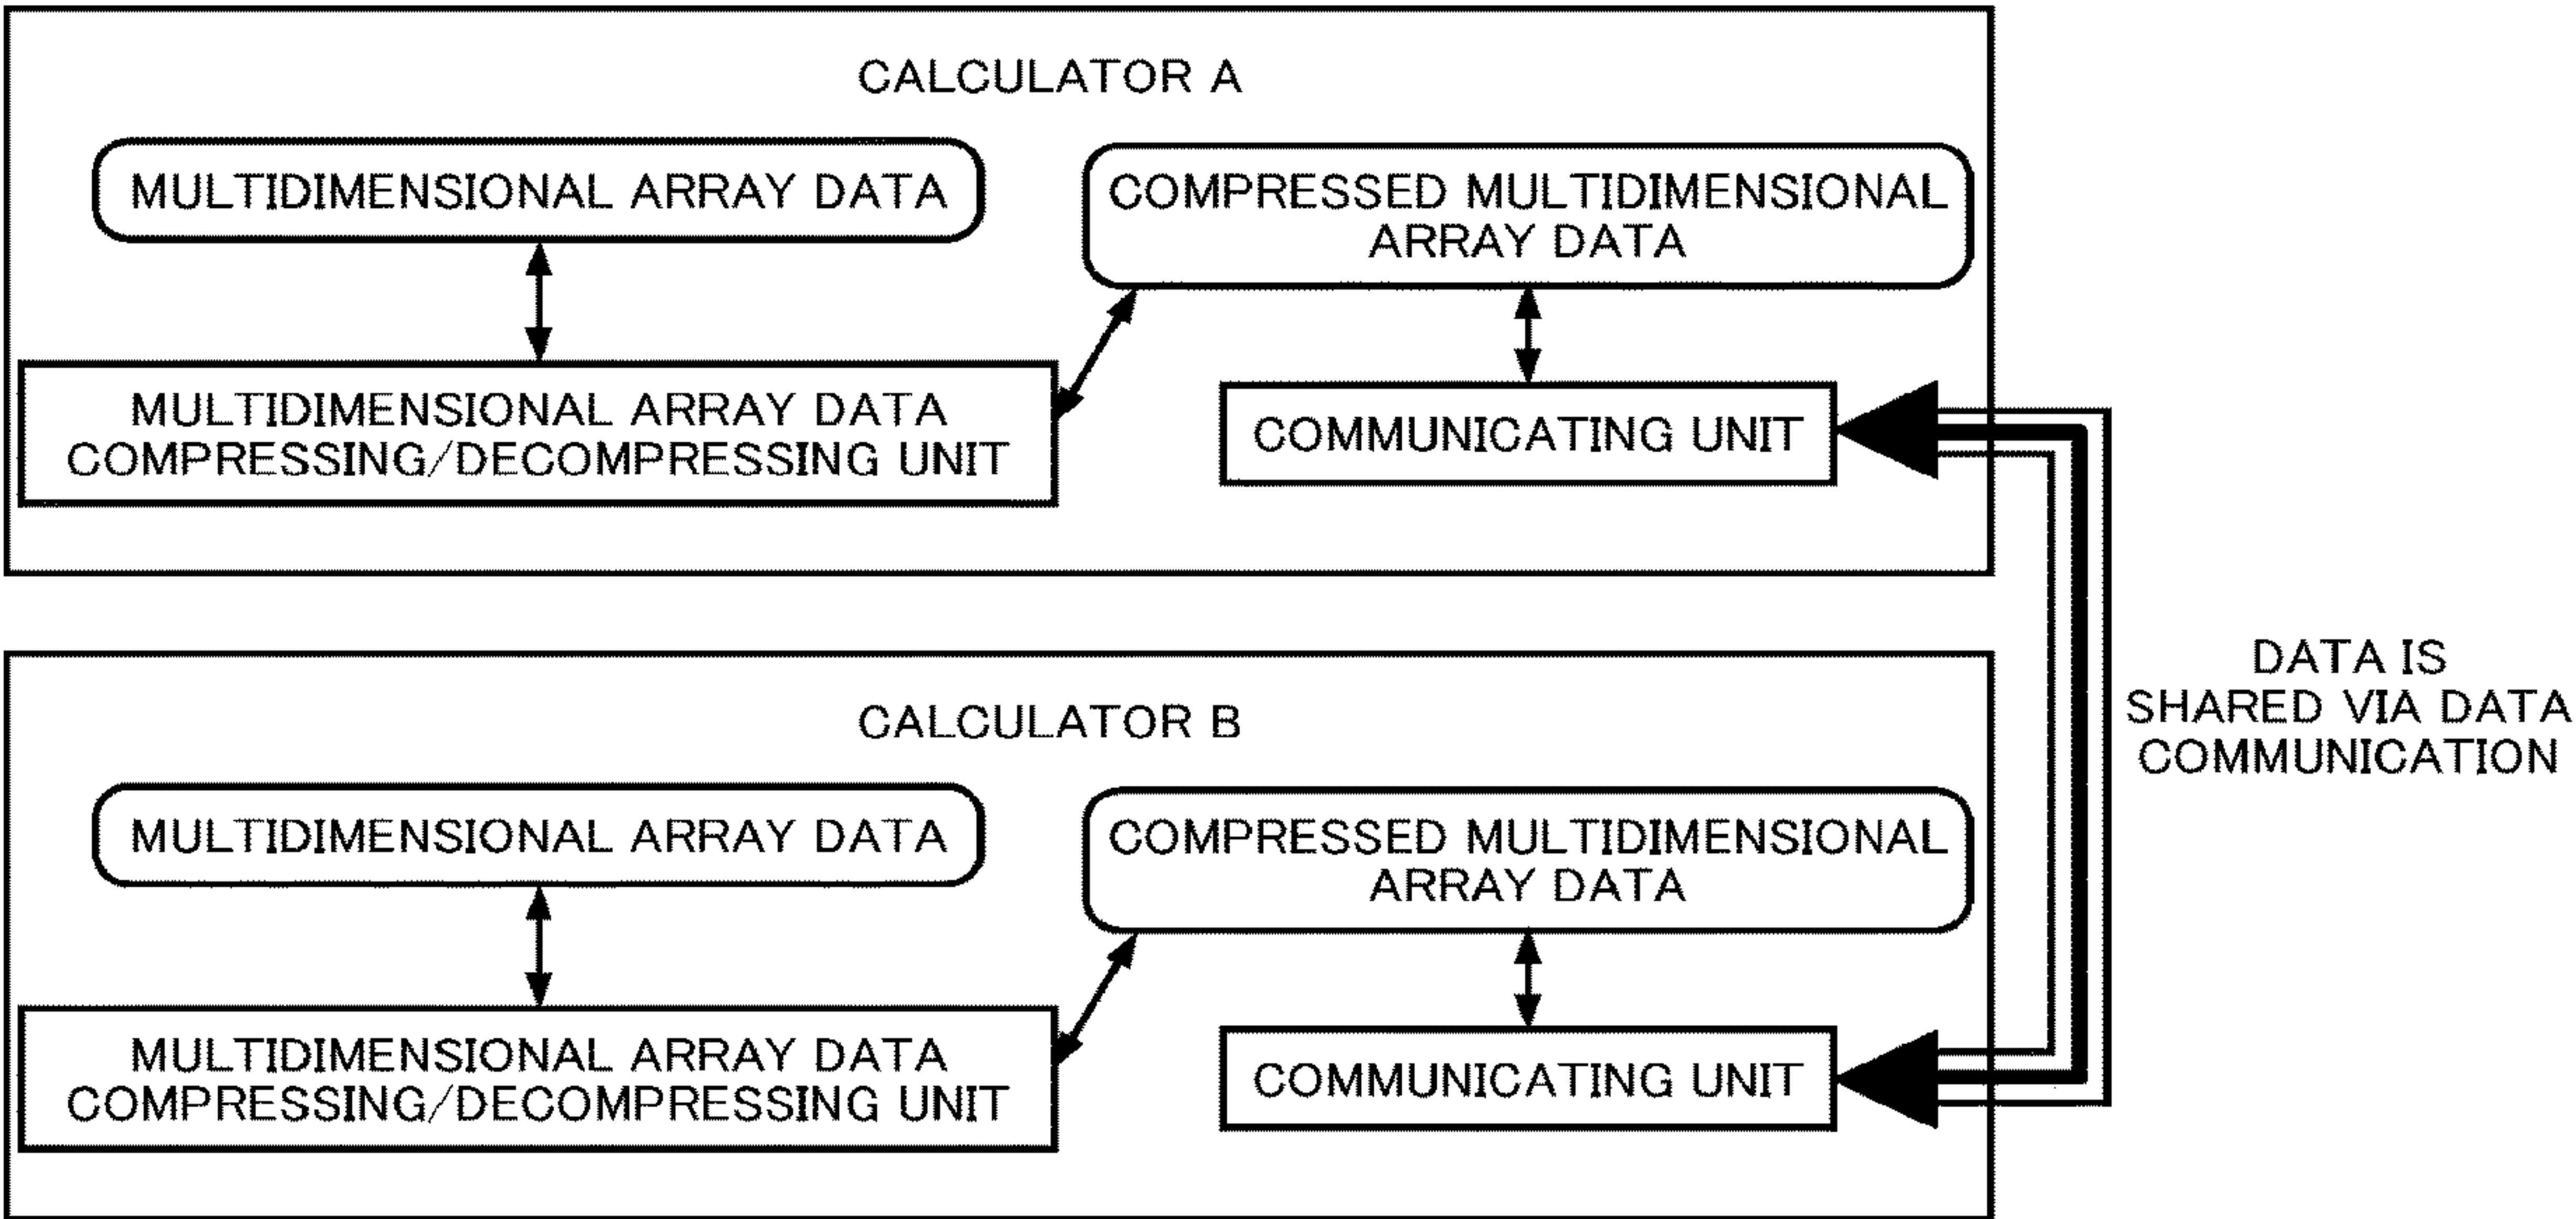 CALCULATOR A
MULTIDIMENSIONAL ARRAY DATA
COMPRESSED MULTIDIMENSIONAL
ARRAY DATA
MULTIDIMENSIONAL ARRAY DATA
COMPRESSING/DECOMPRESSING UNIT
COMMUNICATING UNIT
DATA IS
SHARED VIA DATA
COMMUNICATION
CALCULATOR B
MULTIDIMENSIONAL ARRAY DATA
COMPRESSED MULTIDIMENSIONAL
ARRAY DATA
MULTIDIMENSIONAL ARRAY DATA
COMPRESSING/DECOMPRESSING UNIT
COMMUNICATING UNIT